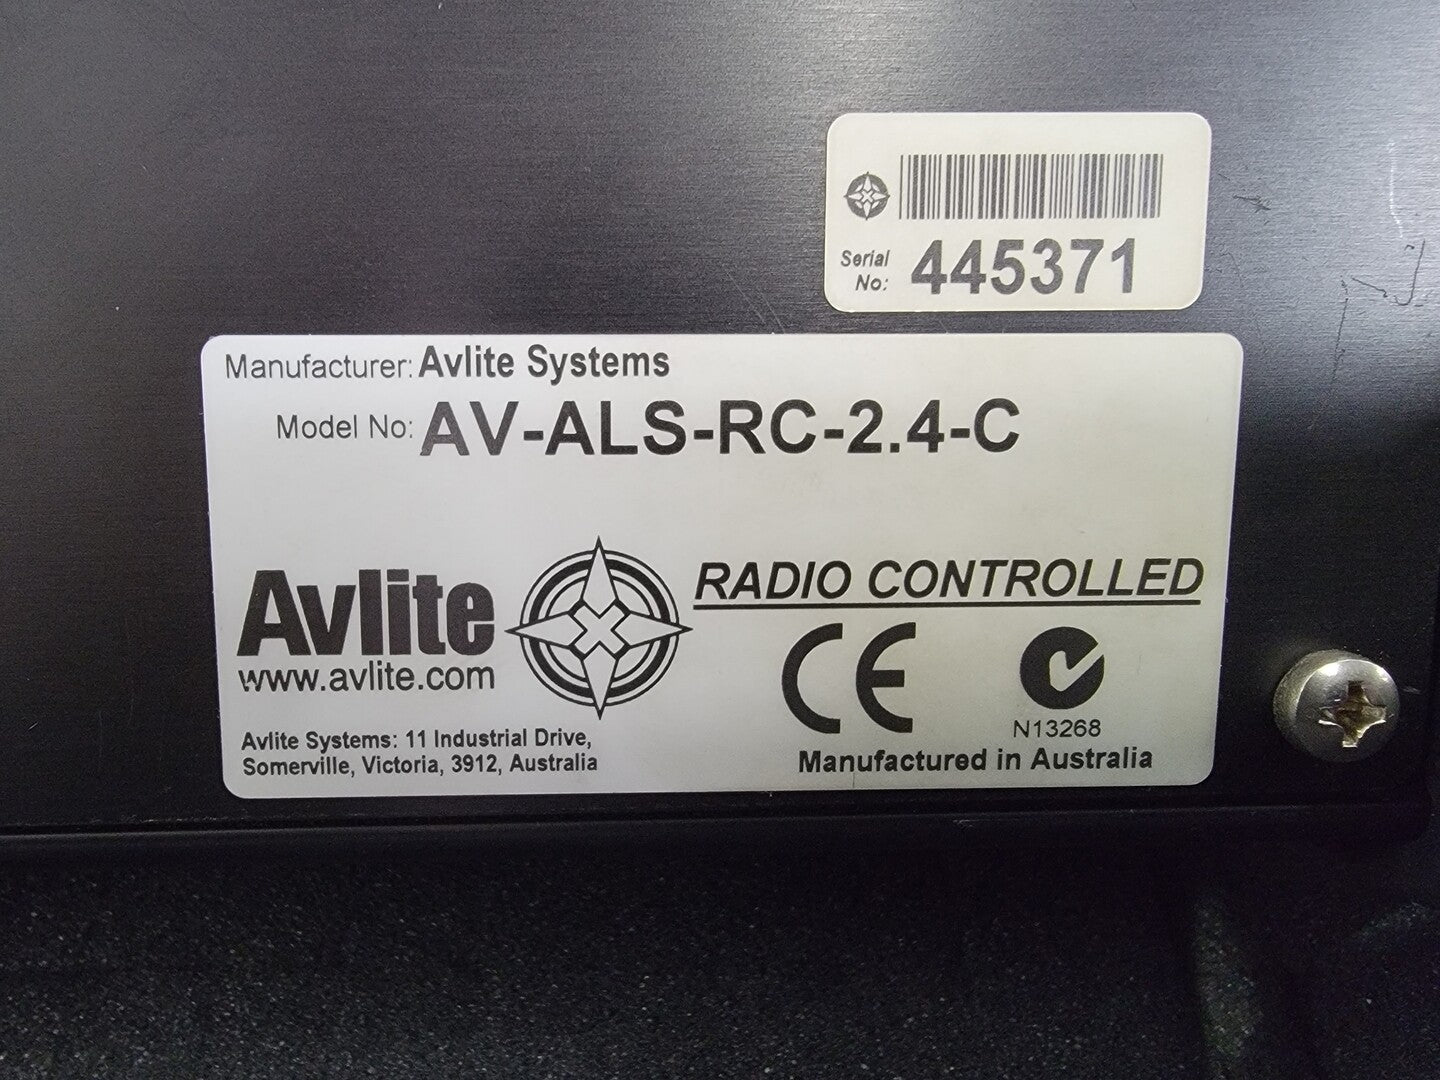 Serial
No: 445371
Manufacturer: Avlite Systems
Model No: AV-ALS-RC-2.4-C
Avlite
www.avlite.com
RADIO CONTROLLED
CE
N13268
Avlite Systems: 11 Industrial Drive,
Somerville, Victoria, 3912, Australia
Manufactured in Australia